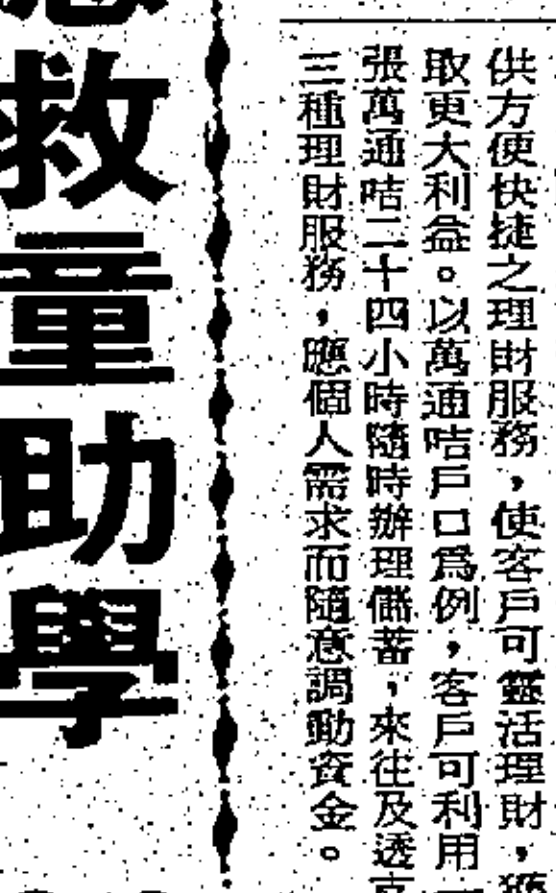 供方便快捷之理財服務，使客戶可靈活理財，
取更大利益。以萬通咭戶口爲例，客戶可利用
張萬通咭二十四小時隨時辦理儲蓄，來往及透
三種理財服務，應個人需求而隨意調動資金。
救童助學